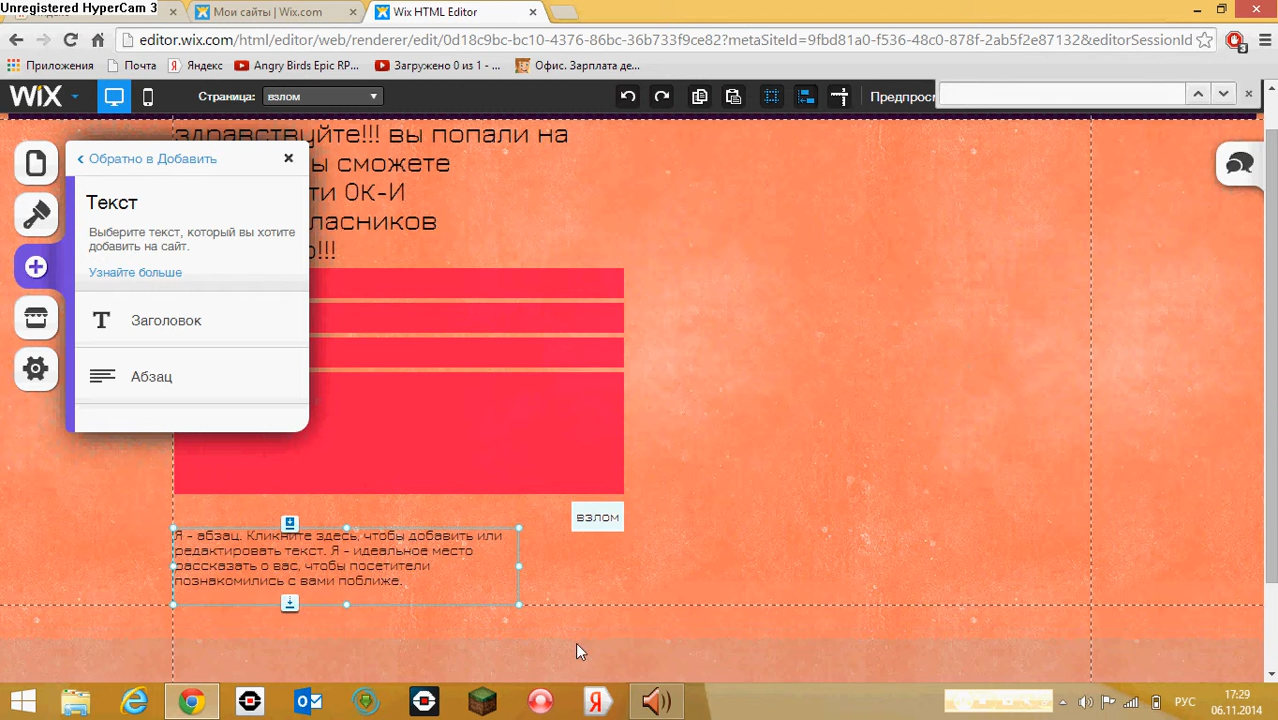 Unregistered HyperCam 3
Мои сайты | Wix.com
Wix HTML Editor
editor.wix.com/html/editor/web/renderer/edit/0d18c9bc-bc10-4376-86bc-36b733f9ce82?metaSiteId=9fbd81a0-f536-48c0-878f-2ab5f2e87132&editorSessionId
Приложения
Почта
Яндекс
Angry Birds Epic RP...
Загружено 0 из 1 - ...
Офис. Зарплата де...
WiX
Страница:
взлом
Предпрос
здравствуйте!!! вы попали на
ы сможете
ти ОК-И
ласников
о!!!
Обратно в Добавить
Текст
Выберите текст, который вы хотите
добавить на сайт.
Узнайте больше
Заголовок
Абзац
взлом
Я - абзац. Кликните здесь, чтобы добавить или
редактировать текст. Я - идеальное место
рассказать о вас, чтобы посетители
познакомились с вами поближе.
РУС
17:29
06.11.2014